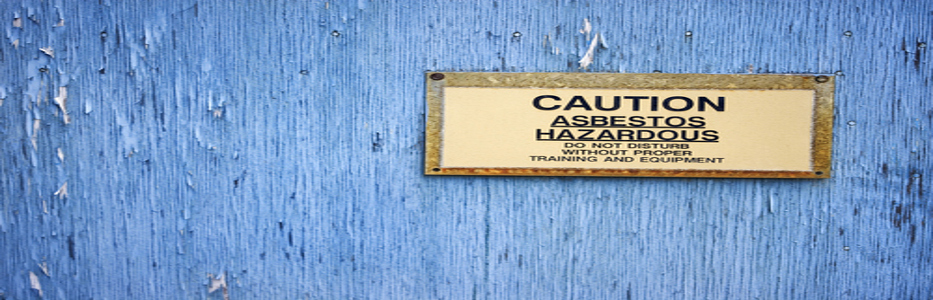 CAUTION
ASBESTOS
HAZARDOUS
DO NOT DISTURB
WITHOUT PROPER
TRAINING AND EQUIPMENT